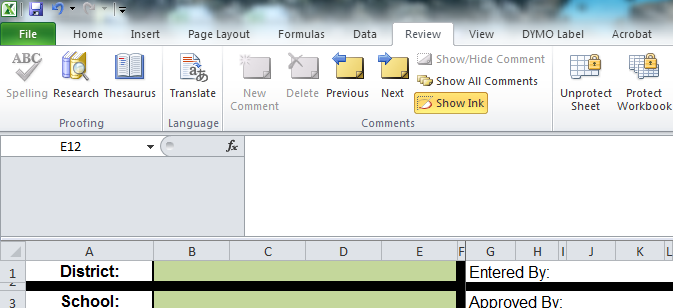 File Home Insert Page Layout Formulas Data Review View DYMO Label Acrobat
ABC Show/Hide Comment
Show All Comments
Spelling Research Thesaurus Translate New Comment Delete Previous Next Show Ink Unprotect Sheet Protect Workbook
Proofing Language Comments
E12 fx
A B C D E F G H I J K L
1 District: Entered By:
2
3 School: Approved By: